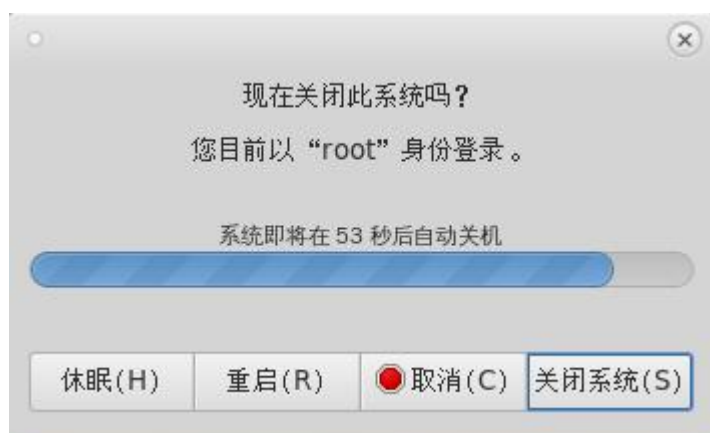 现在关闭此系统吗?
您目前以“root”身份登录。
系统即将在 53 秒后自动关机
休眠(H) 重启(R) 取消(C) 关闭系统(S)